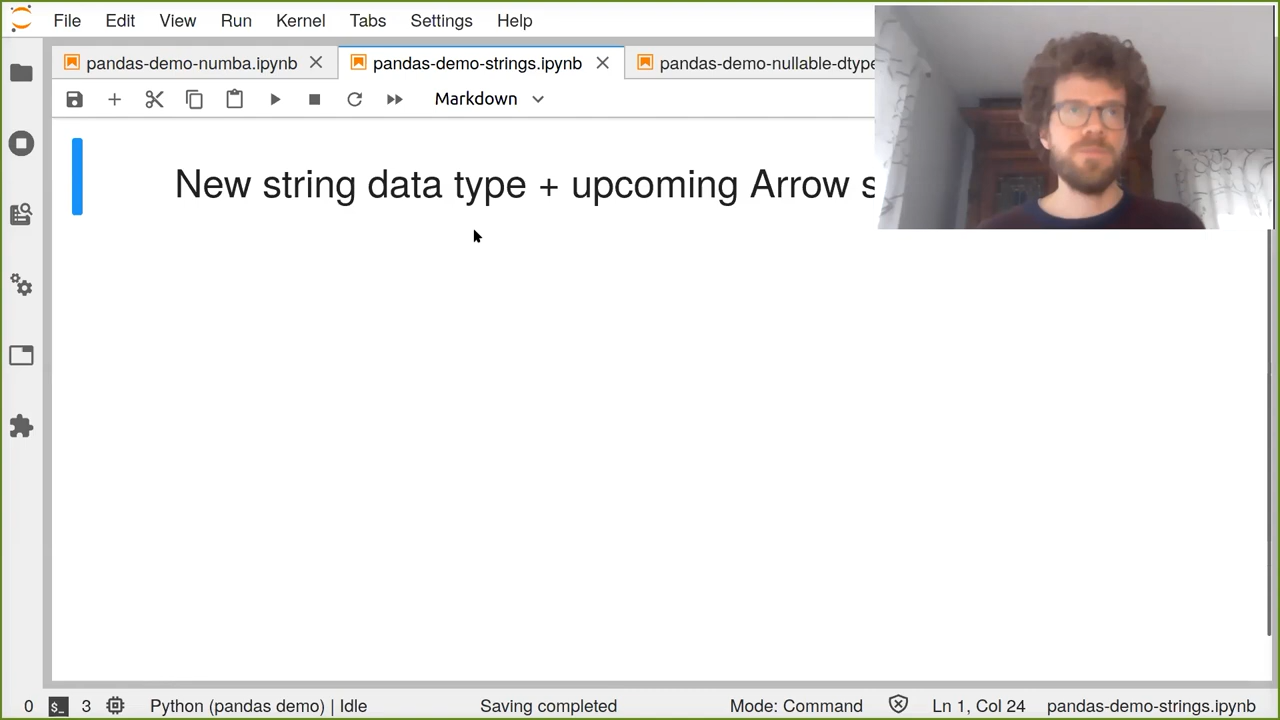 File Edit View Run Kernel Tabs Settings Help
pandas-demo-numba.ipynb pandas-demo-strings.ipynb pandas-demo-nullable-dtype
Markdown
New string data type + upcoming Arrow s
0 $_ 3 Python (pandas demo) | Idle Saving completed Mode: Command Ln 1, Col 24 pandas-demo-strings.ipynb